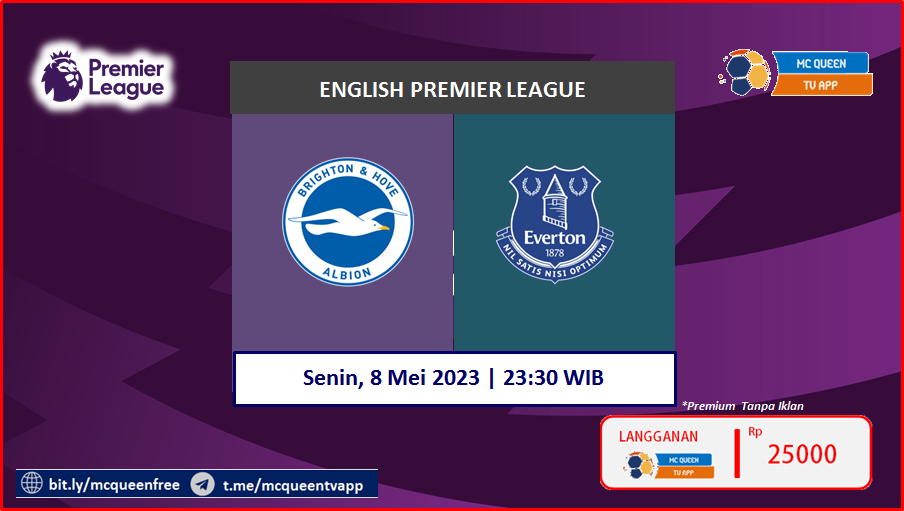 Premier
League
MC QUEEN
TV APP
ENGLISH PREMIER LEAGUE
BRIGHTON & HOVE
ALBION
Everton
1878
NIL SATIS NISI OPTIMUM
Senin, 8 Mei 2023 | 23:30 WIB
*Premium Tanpa Iklan
LANGGANAN
MC QUEEN
TV APP
Rp
25000
bit.ly/mcqueenfree
t.me/mcqueentvapp